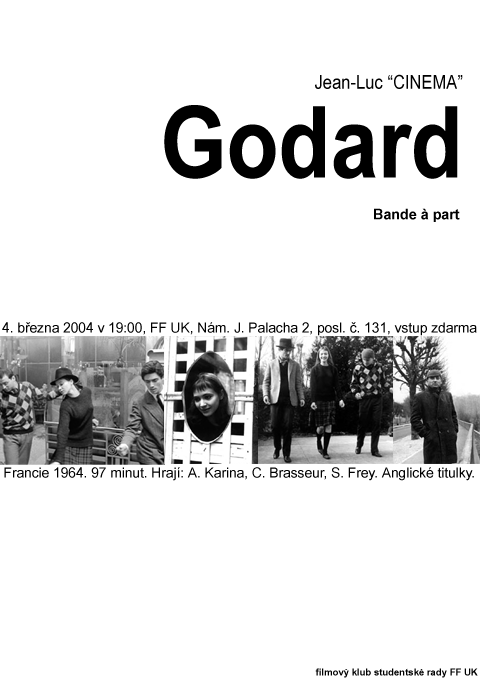 Jean-Luc “CINEMA”
Godard
Bande à part
4. března 2004 v 19:00, FF UK, Nám. J. Palacha 2, posl. č. 131, vstup zdarma
Francie 1964. 97 minut. Hrají: A. Karina, C. Brasseur, S. Frey. Anglické titulky.
filmový klub studentské rady FF UK